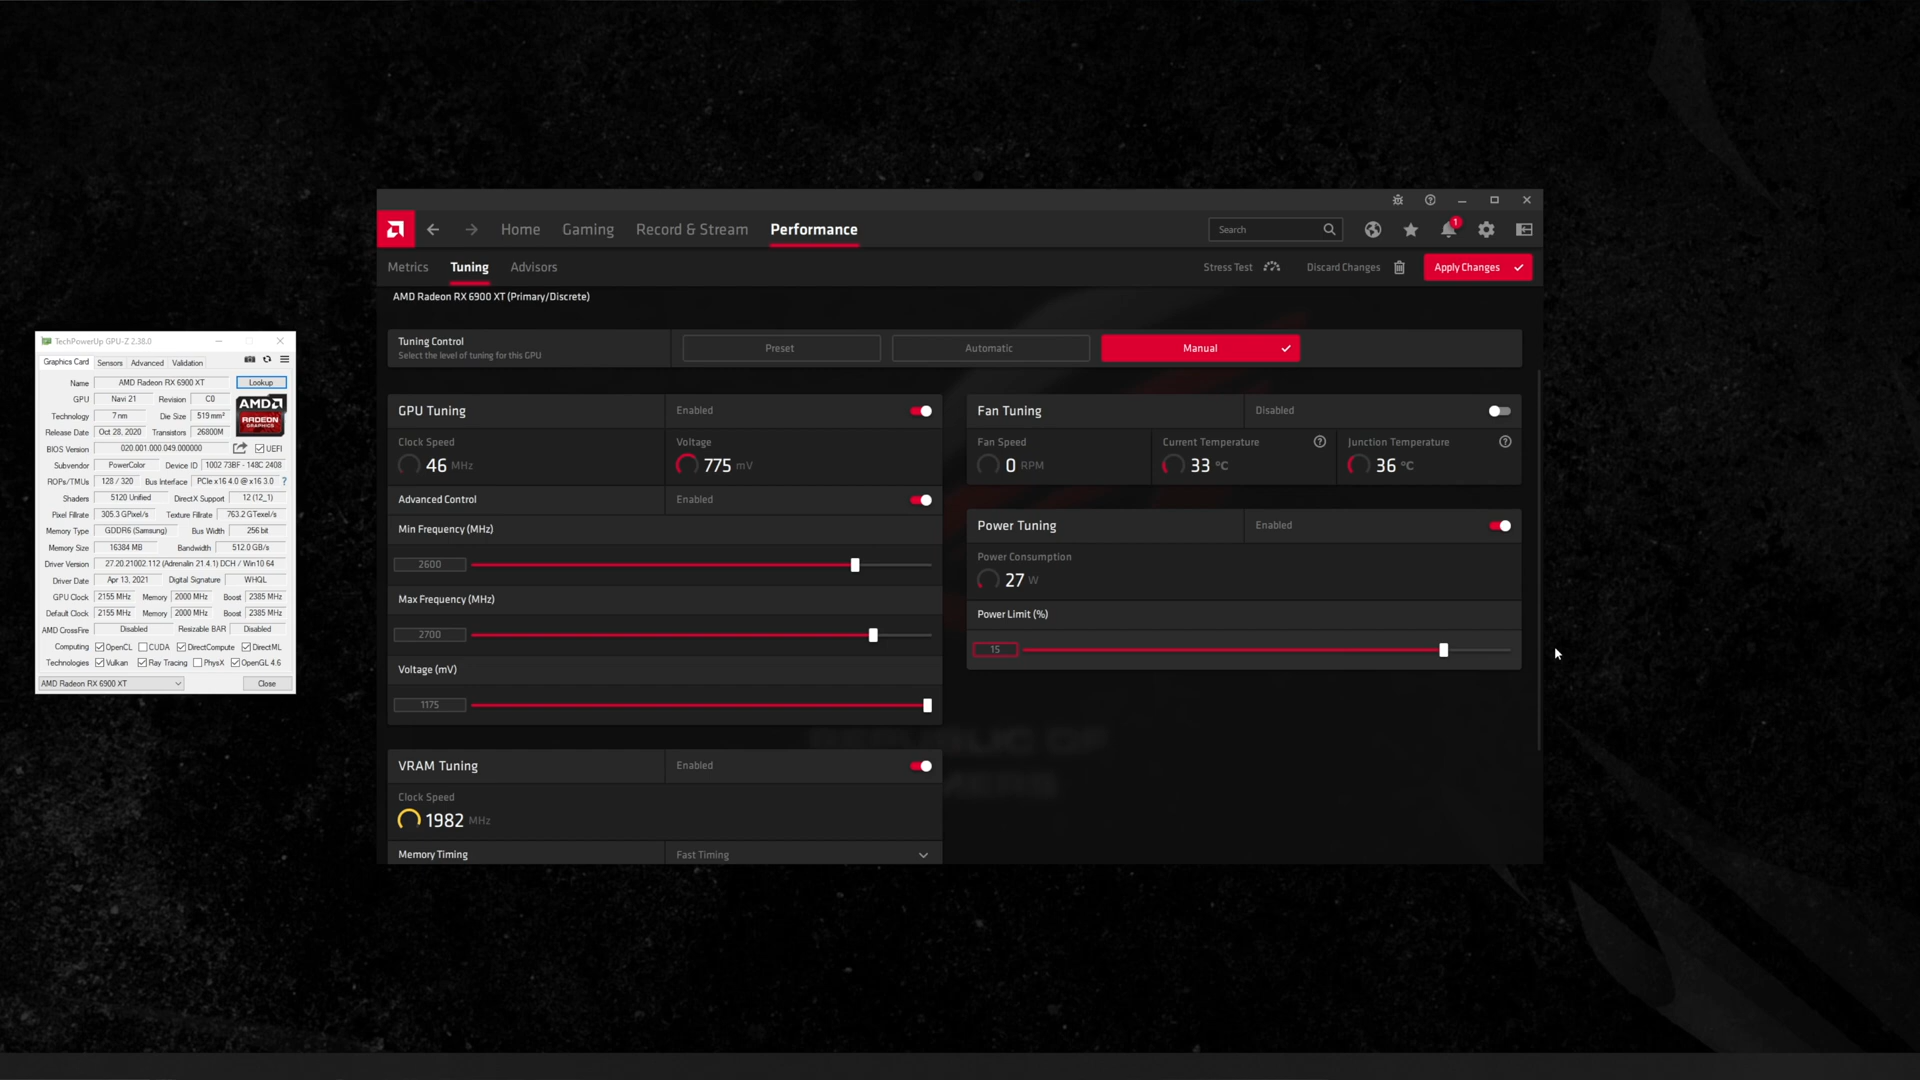 TechPowerUp GPU-Z 2.38.0
Graphics Card Sensors Advanced Validation
Name AMD Radeon RX 6900 XT Lookup
GPU Navi 21 Revision C0
AMD
RADEON
GRAPHICS
Technology 7 nm Die Size 519 mm²
Release Date Oct 28, 2020 Transistors 26800M
BIOS Version 020.001.000.049.000000 UEFI
Subvendor PowerColor Device ID 1002 73BF - 148C 2408
ROPs/TMUs 128 / 320 Bus Interface PCIe x16 4.0 @ x16 3.0 ?
Shaders 5120 Unified DirectX Support 12 (12_1)
Pixel Fillrate 305.3 GPixel/s Texture Fillrate 763.2 GTexel/s
Memory Type GDDR6 (Samsung) Bus Width 256 bit
Memory Size 16384 MB Bandwidth 512.0 GB/s
Driver Version 27.20.21002.112 (Adrenalin 21.4.1) DCH / Win10 64
Driver Date Apr 13, 2021 Digital Signature WHQL
GPU Clock 2155 MHz Memory 2000 MHz Boost 2385 MHz
Default Clock 2155 MHz Memory 2000 MHz Boost 2385 MHz
AMD CrossFire Disabled Resizable BAR Disabled
Computing OpenCL CUDA DirectCompute DirectML
Technologies Vulkan Ray Tracing PhysX OpenGL 4.6
AMD Radeon RX 6900 XT Close
Home Gaming Record & Stream Performance Search 1
Metrics Tuning Advisors Stress Test Discard Changes Apply Changes
AMD Radeon RX 6900 XT (Primary/Discrete)
Tuning Control
Select the level of tuning for this GPU
Preset Automatic Manual
GPU Tuning Enabled
Clock Speed Voltage
46 MHz 775 mV
Advanced Control Enabled
Min Frequency (MHz)
2600
Max Frequency (MHz)
2700
Voltage (mV)
1175
VRAM Tuning Enabled
Clock Speed
1982 MHz
Memory Timing Fast Timing
Fan Tuning Disabled
Fan Speed Current Temperature Junction Temperature
0 RPM 33 °C 36 °C
Power Tuning Enabled
Power Consumption
27 W
Power Limit (%)
15